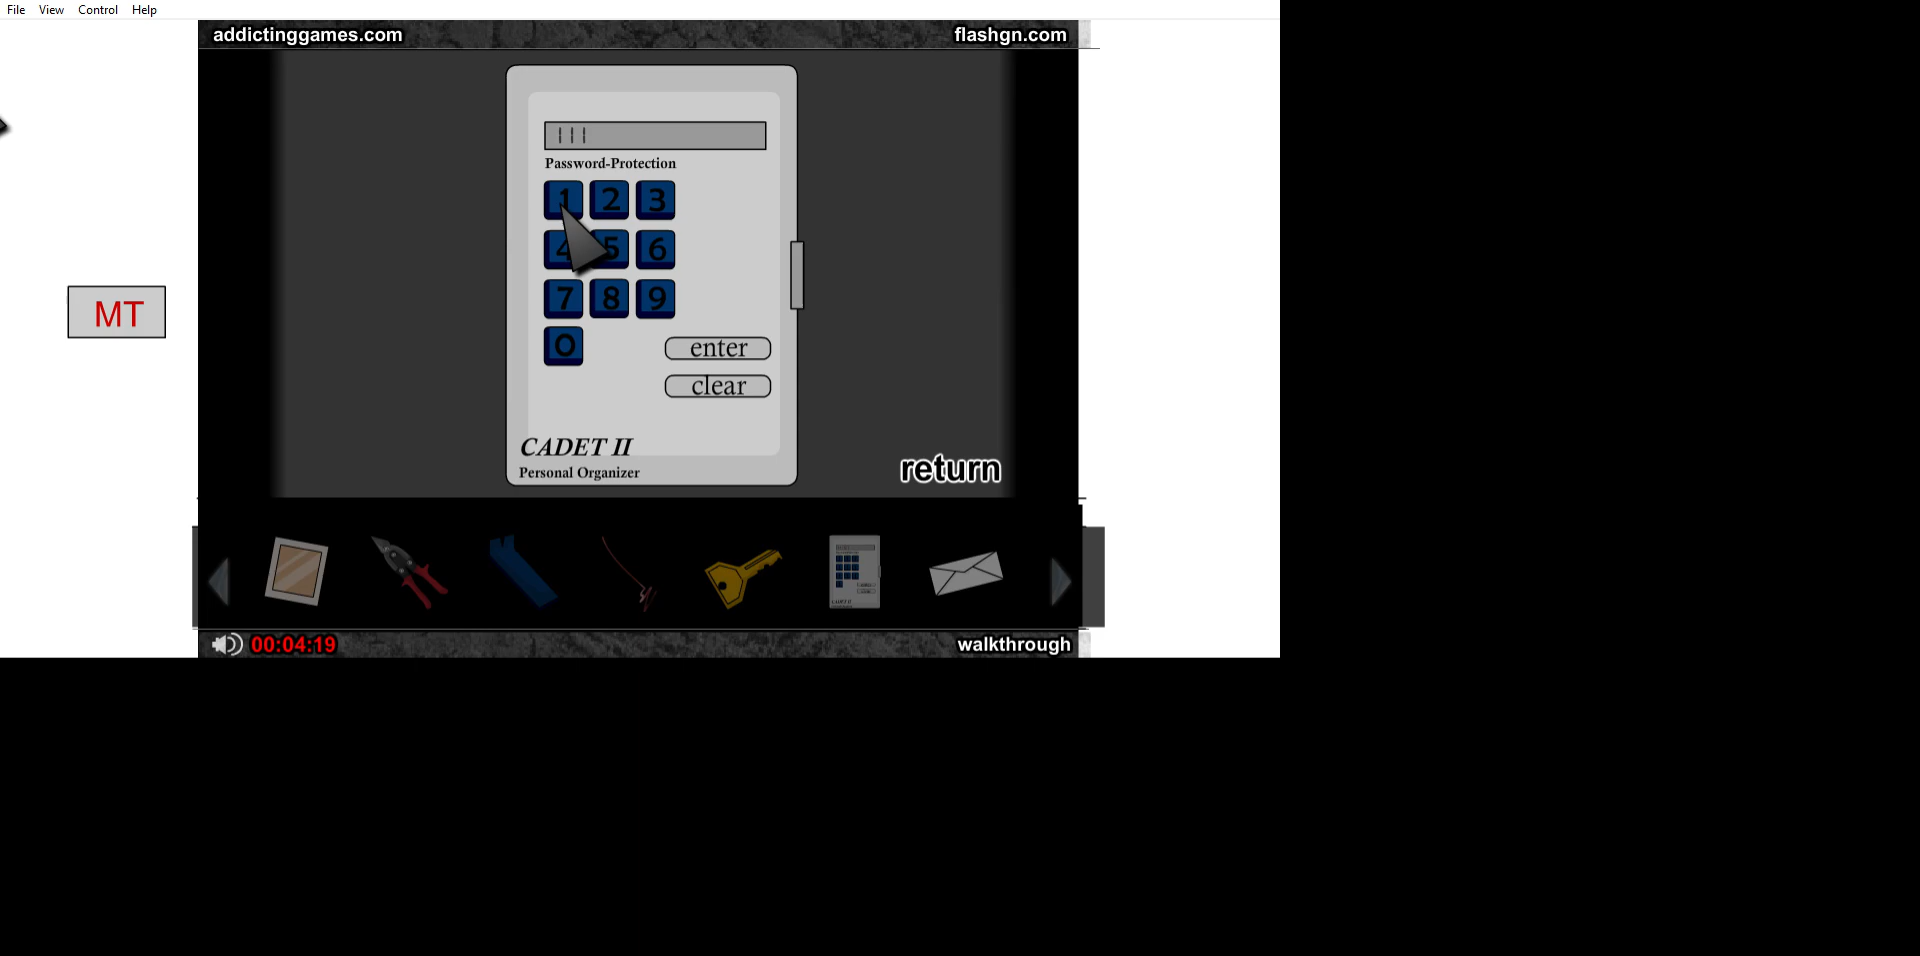 File View Control Help
addictinggames.com flashgn.com
111
Password-Protection
1 2 3
4 5 6
7 8 9
0
enter
clear
CADET II
Personal Organizer
return
MT
00:04:19 walkthrough